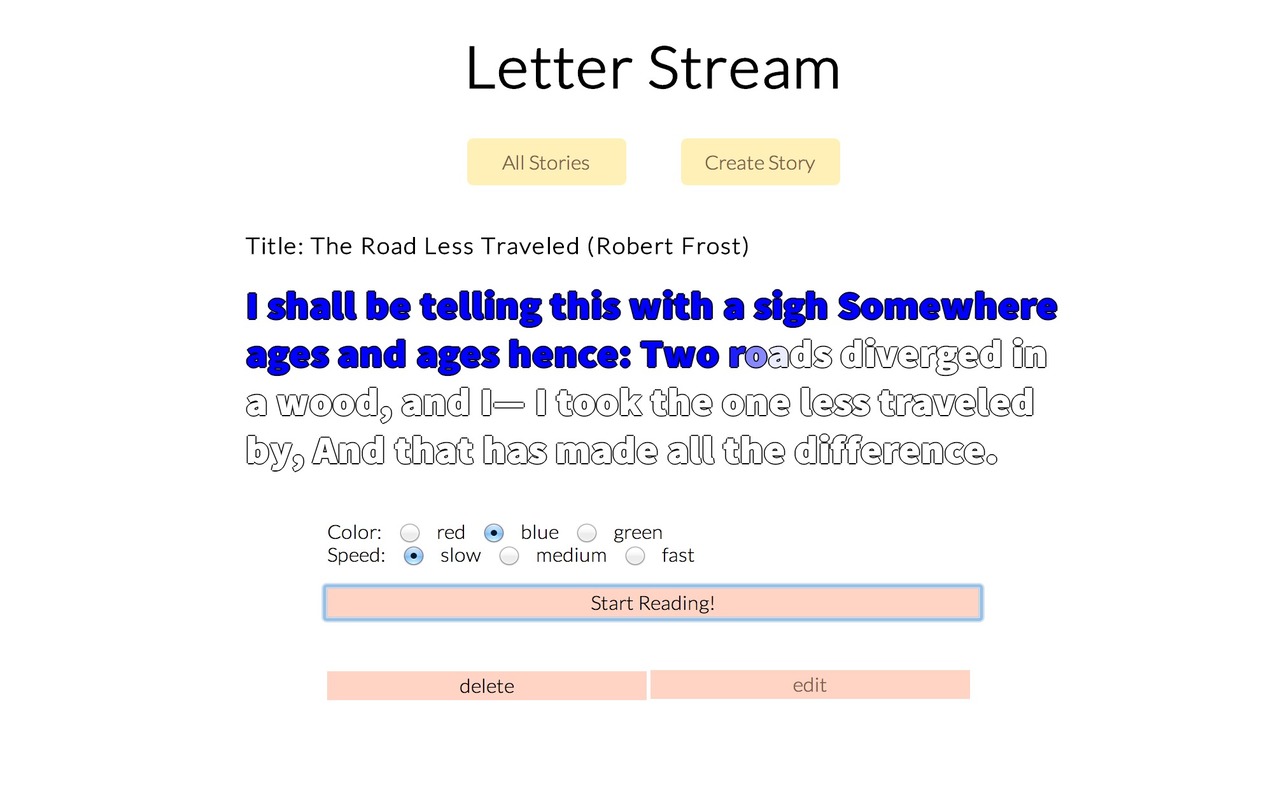 Letter Stream
All Stories Create Story
Title: The Road Less Traveled (Robert Frost)
I shall be telling this with a sigh Somewhere
ages and ages hence: Two roads diverged in
a wood, and I— I took the one less traveled
by, And that has made all the difference.
Color: red blue green
Speed: slow medium fast
Start Reading!
delete edit